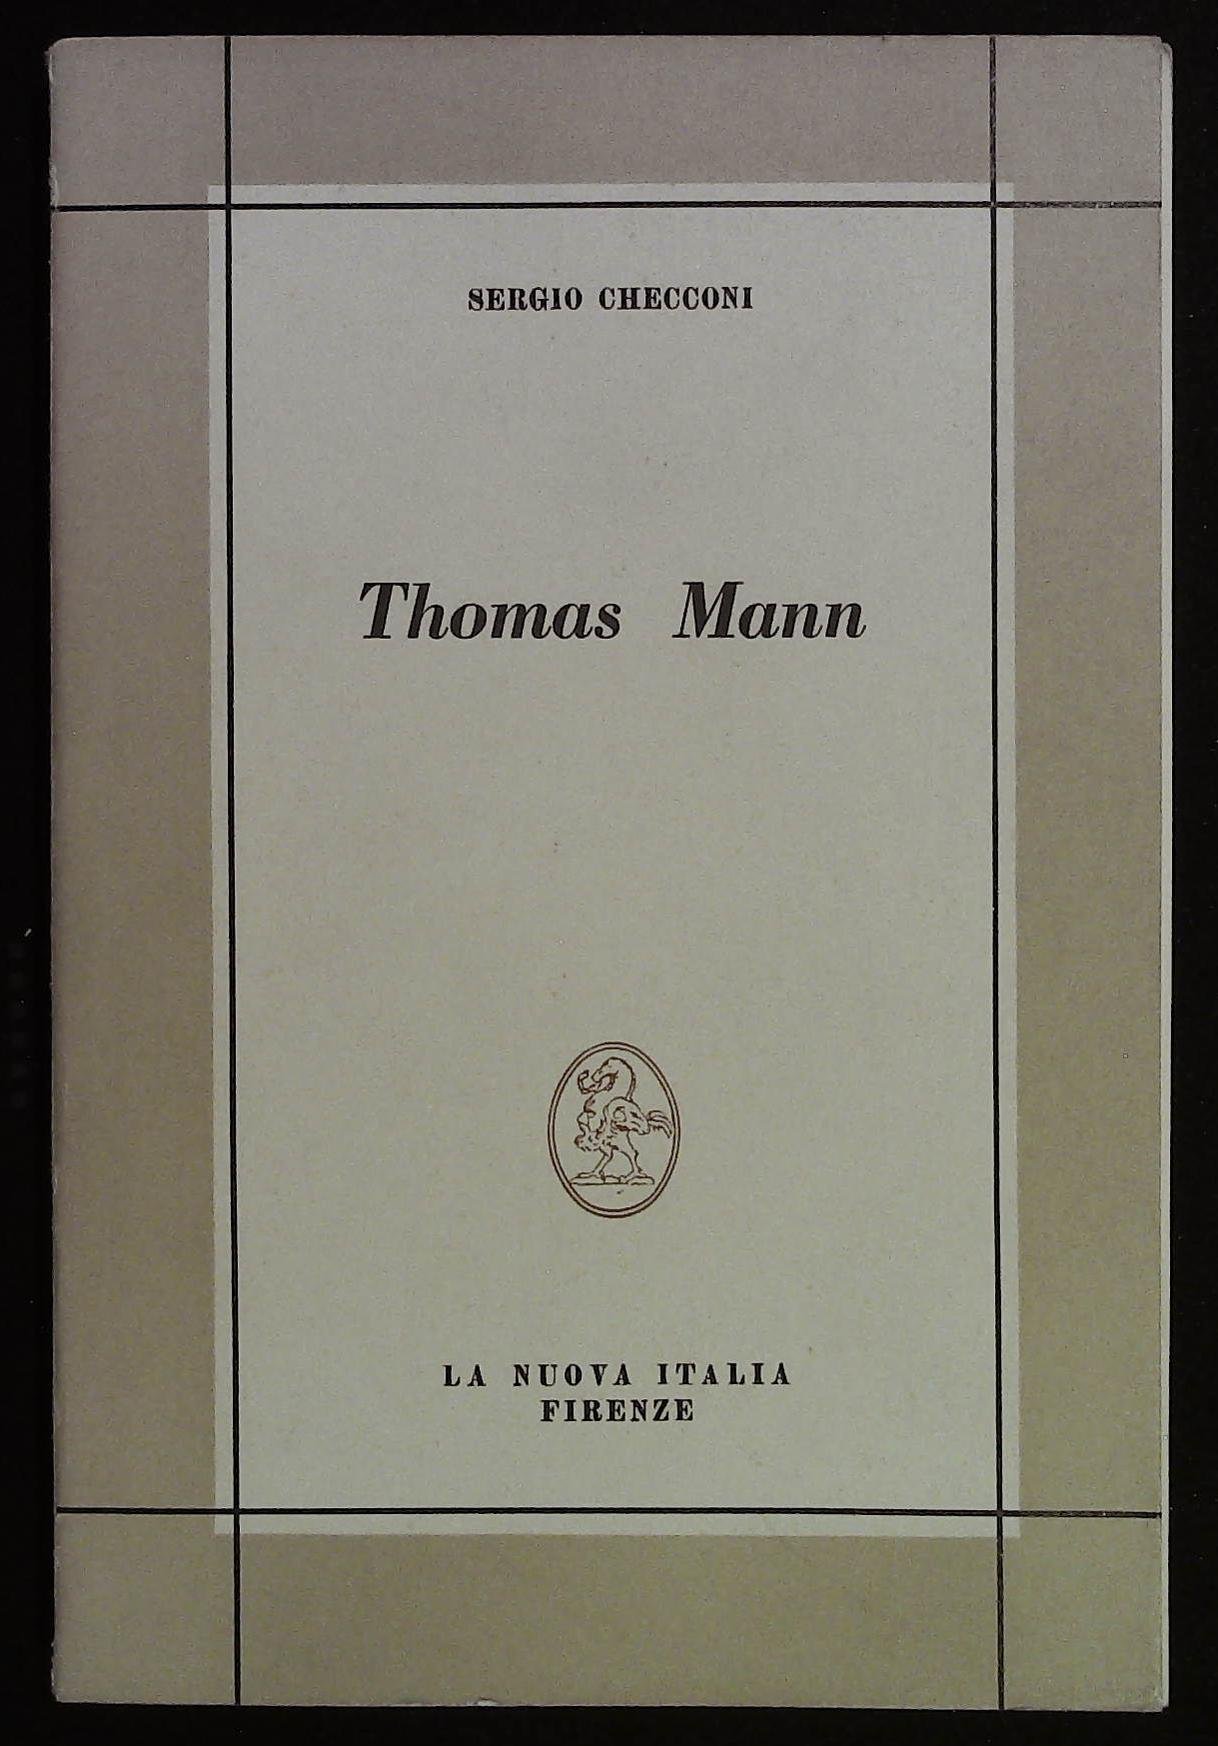 SERGIO CHECCONI
Thomas Mann
LA NUOVA ITALIA
FIRENZE